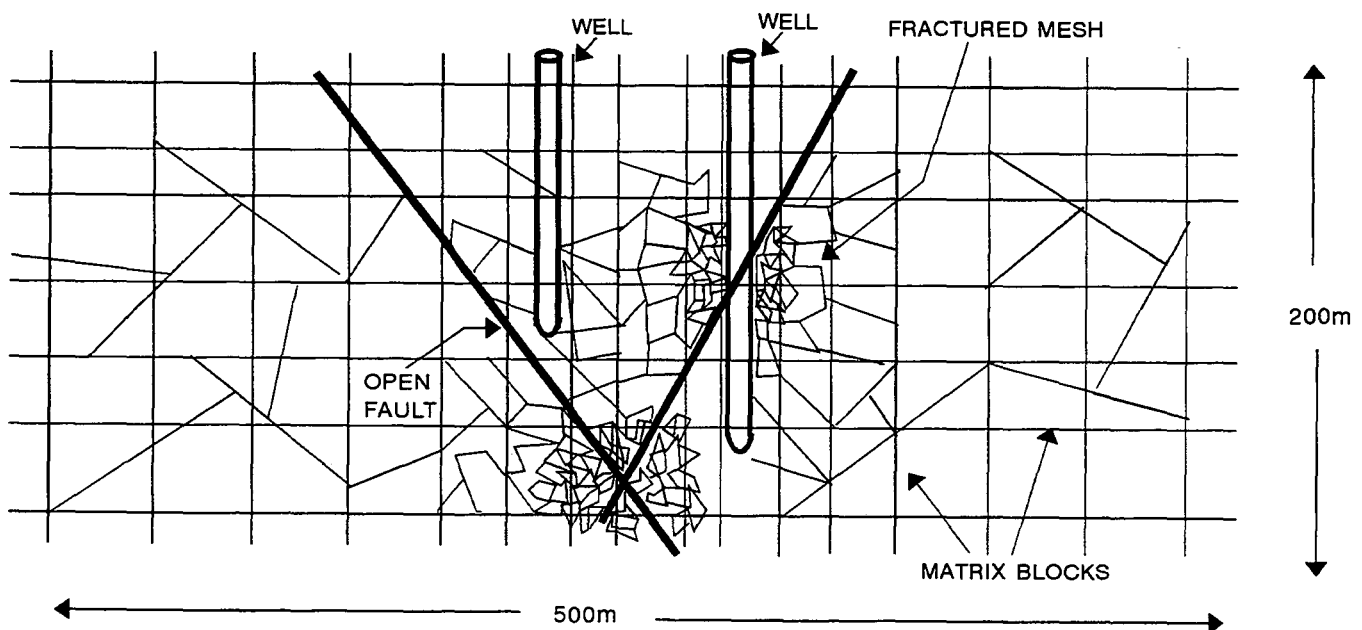 WELL
WELL
FRACTURED MESH
200m
OPEN
FAULT
MATRIX BLOCKS
500m